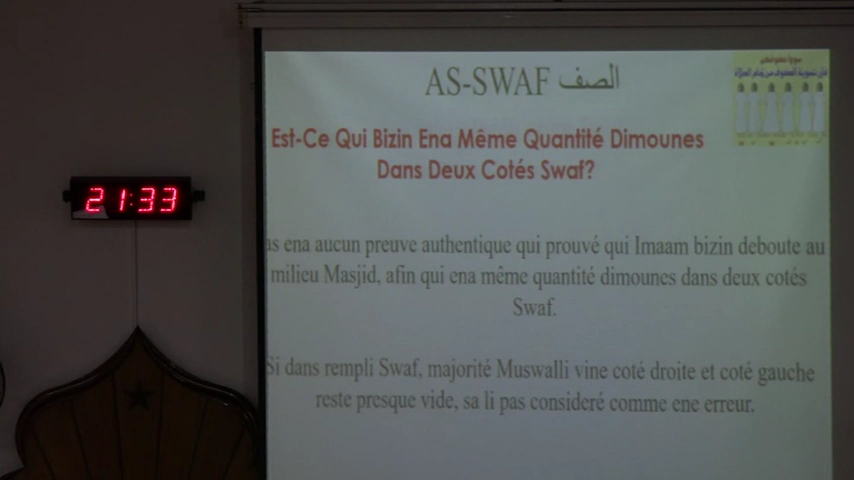 21:33
AS-SWAF الصف
Est-Ce Qui Bizin Ena Même Quantité Dimounes
Dans Deux Cotés Swaf?
as ena aucun preuve authentique qui prouvé qui Imaam bizin deboute au
milieu Masjid, afin qui ena même quantité dimounes dans deux cotés
Swaf.
Si dans rempli Swaf, majorité Muswalli vine coté droite et coté gauche
reste presque vide, sa li pas consideré comme ene erreur.